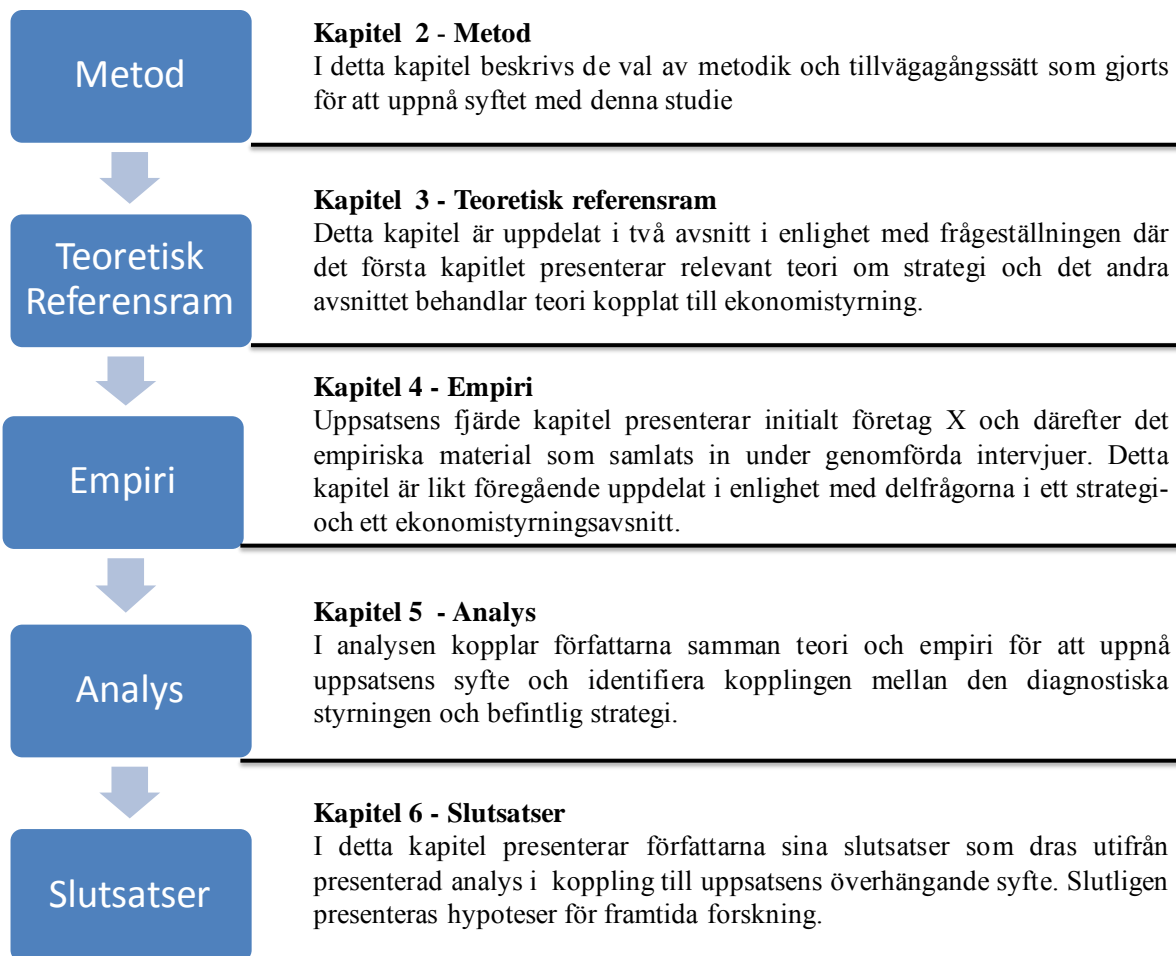 Metod
Kapitel 2 - Metod
I detta kapitel beskrivs de val av metodik och tillvägagångssätt som gjorts
för att uppnå syftet med denna studie
Teoretisk
Referensram
Kapitel 3 - Teoretisk referensram
Detta kapitel är uppdelat i två avsnitt i enlighet med frågeställningen där
det första kapitlet presenterar relevant teori om strategi och det andra
avsnittet behandlar teori kopplat till ekonomistyrning.
Empiri
Kapitel 4 - Empiri
Uppsatsens fjärde kapitel presenterar initialt företag X och därefter det
empiriska material som samlats in under genomförda intervjuer. Detta
kapitel är likt föregående uppdelat i enlighet med delfrågorna i ett strategi-
och ett ekonomistyrningsavsnitt.
Analys
Kapitel 5 - Analys
I analysen kopplar författarna samman teori och empiri för att uppnå
uppsatsens syfte och identifiera kopplingen mellan den diagnostiska
styrningen och befintlig strategi.
Slutsatser
Kapitel 6 - Slutsatser
I detta kapitel presenterar författarna sina slutsatser som dras utifrån
presenterad analys i koppling till uppsatsens överhängande syfte. Slutligen
presenteras hypoteser för framtida forskning.